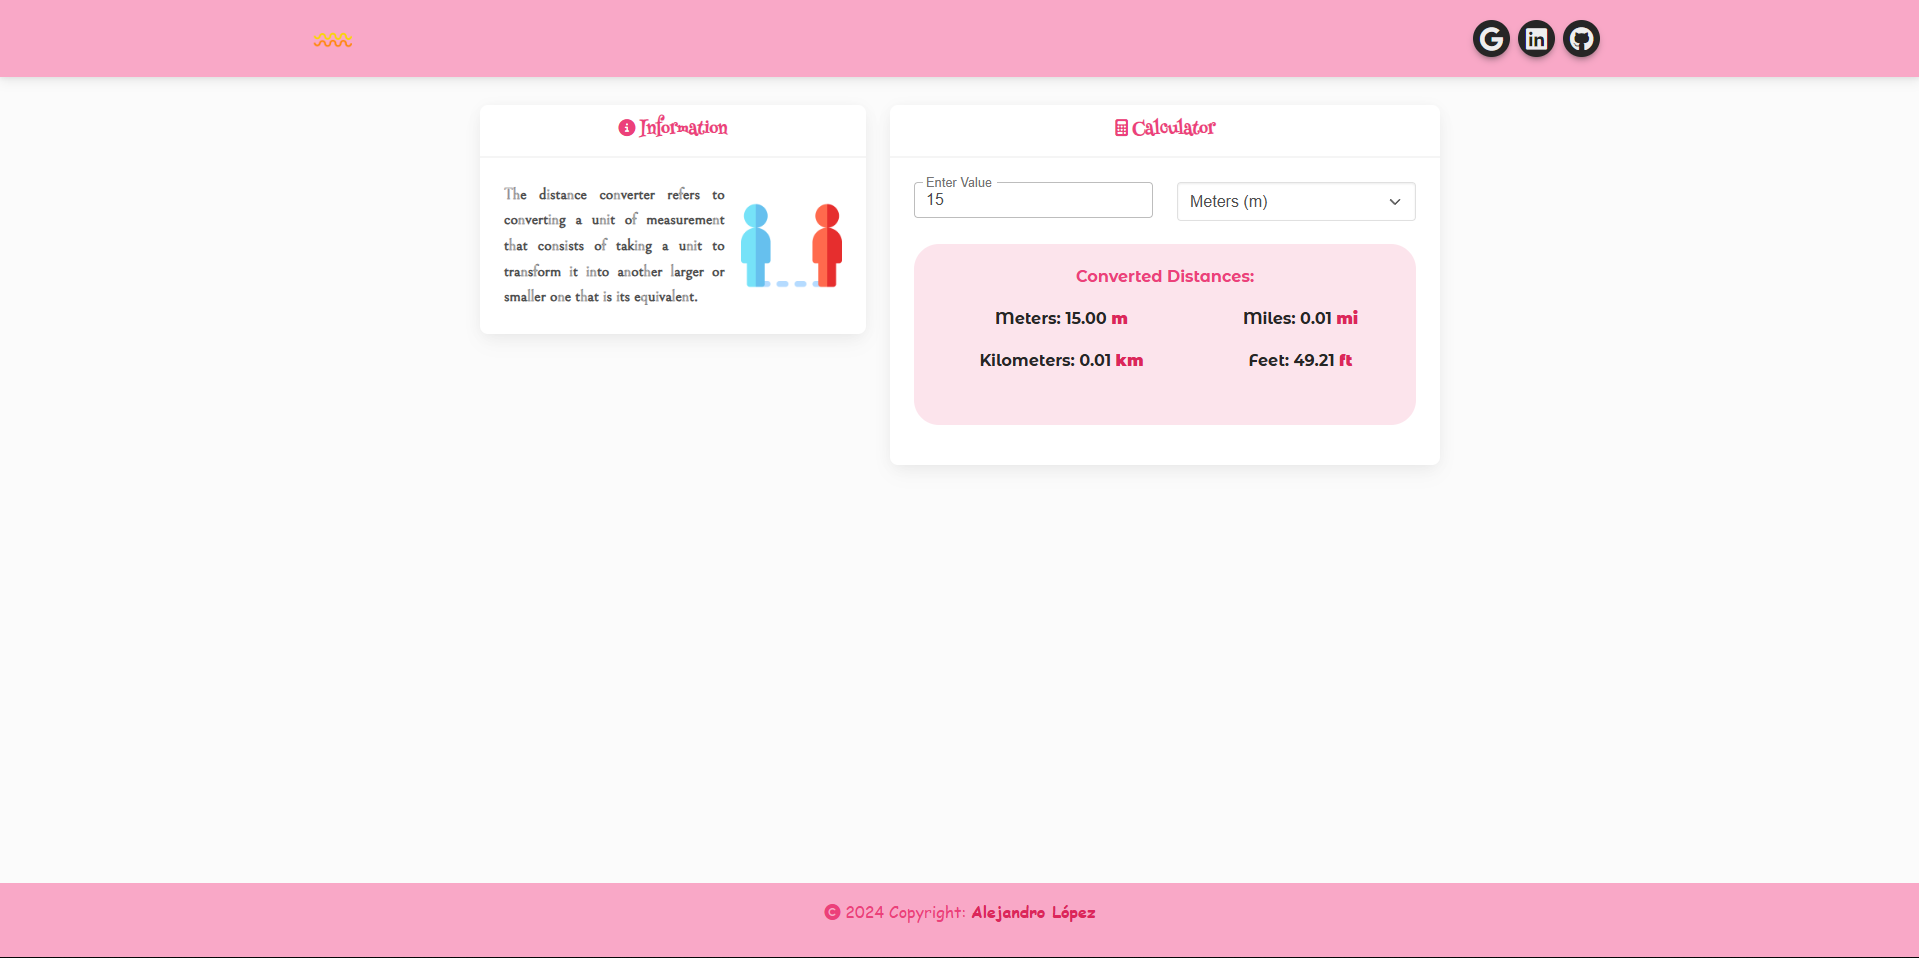 Information
The distance converter refers to
converting a unit of measurement
that consists of taking a unit to
transform it into another larger or
smaller one that is its equivalent.
Calculator
Enter Value
15
Meters (m)
Converted Distances:
Meters: 15.00 m
Miles: 0.01 mi
Kilometers: 0.01 km
Feet: 49.21 ft
© 2024 Copyright: Alejandro López